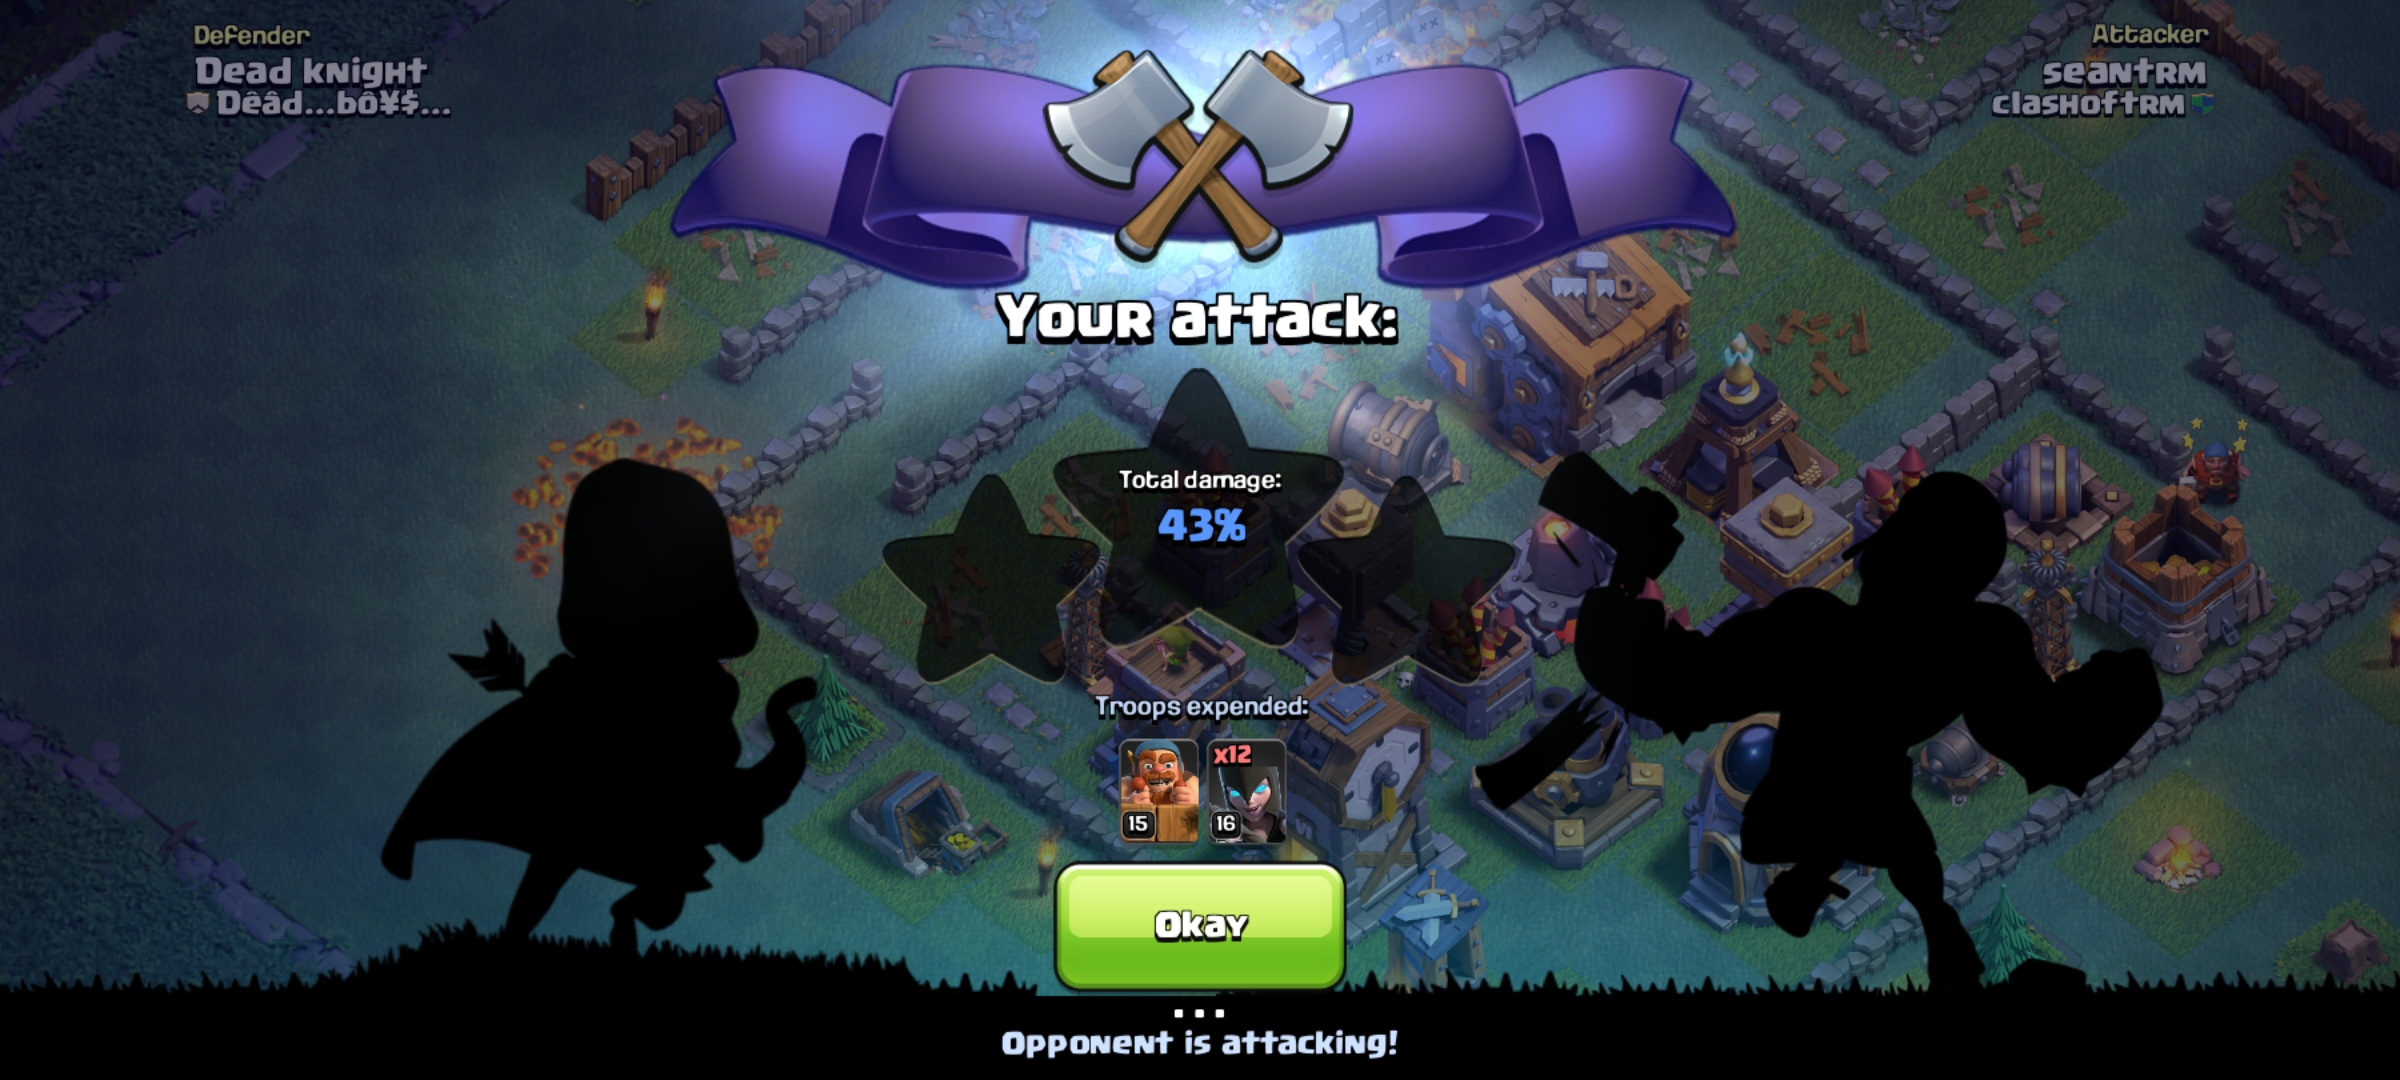 Defender
Dead knight
Dêâd...bô¥$...
Attacker
seantRM
clashoftRM
Your attack:
Total damage:
43%
Troops expended:
x12
15
16
Okay
...
Opponent is attacking!